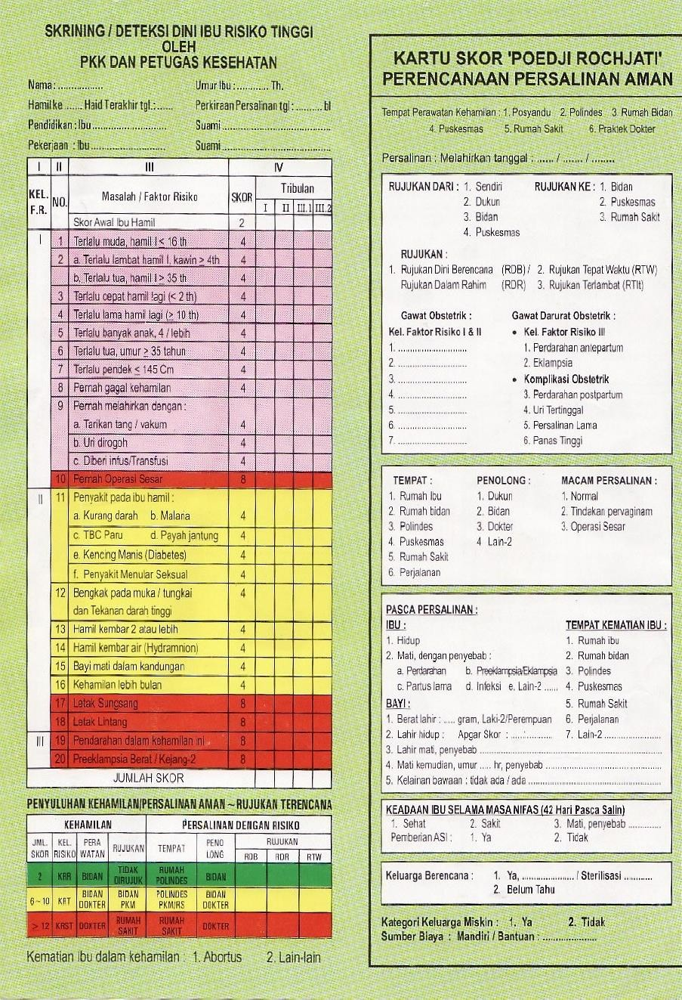 SKRINING / DETEKSI DINI IBU RISIKO TINGGI
OLEH
PKK DAN PETUGAS KESEHATAN
Nama:................. Umur Ibu :............ Th.
Hamil ke ....... Haid Terakhir tgl.:...... Perkiraan Persalinan tgl :.......... bl
Pendidikan : Ibu............................ Suami .........................................
Pekerjaan : Ibu............................ Suami .........................................
I II III IV
KEL. F.R. NO. Masalah / Faktor Risiko SKOR Tribulan
I II III.1 III.2
Skor Awal Ibu Hamil 2
I 1 Terlalu muda, hamil I ≤ 16 th 4
2 a. Terlalu lambat hamil I, kawin ≥ 4th 4
b. Terlalu tua, hamil I ≥ 35 th 4
3 Terlalu cepat hamil lagi (< 2 th) 4
4 Terlalu lama hamil lagi (≥ 10 th) 4
5 Terlalu banyak anak, 4 / lebih 4
6 Terlalu tua, umur ≥ 35 tahun 4
7 Terlalu pendek ≤ 145 Cm 4
8 Pernah gagal kehamilan 4
9 Pernah melahirkan dengan :
a. Tarikan tang / vakum 4
b. Uri dirogoh 4
c. Diberi infus/Transfusi 4
10 Pernah Operasi Sesar 8
II 11 Penyakit pada ibu hamil :
a. Kurang darah b. Malaria 4
c. TBC Paru d. Payah jantung 4
e. Kencing Manis (Diabetes) 4
f. Penyakit Menular Seksual 4
12 Bengkak pada muka / tungkai
dan Tekanan darah tinggi 4
13 Hamil kembar 2 atau lebih 4
14 Hamil kembar air (Hydramnion) 4
15 Bayi mati dalam kandungan 4
16 Kehamilan lebih bulan 4
17 Letak Sungsang 8
18 Letak Lintang 8
III 19 Pendarahan dalam kehamilan ini 8
20 Preeklampsia Berat / Kejang-2 8
JUMLAH SKOR
PENYULUHAN KEHAMILAN/PERSALINAN AMAN ~ RUJUKAN TERENCANA
KEHAMILAN PERSALINAN DENGAN RISIKO
JML. SKOR KEL. RISIKO PERA WATAN RUJUKAN TEMPAT PENO LONG RUJUKAN
RDB RDR RTW
2 KRR BIDAN TIDAK DIRUJUK RUMAH POLINDES BIDAN
6 ~ 10 KRT BIDAN DOKTER BIDAN PKM POLINDES PKM/RS BIDAN DOKTER
> 12 KRST DOKTER RUMAH SAKIT RUMAH SAKIT DOKTER
Kematian Ibu dalam kehamilan : 1. Abortus 2. Lain-lain
KARTU SKOR 'POEDJI ROCHJATI'
PERENCANAAN PERSALINAN AMAN
Tempat Perawatan Kehamilan : 1. Posyandu 2. Polindes 3. Rumah Bidan
4. Puskesmas 5. Rumah Sakit 6. Praktek Dokter
Persalinan : Melahirkan tanggal : ...... / ....... / ........
RUJUKAN DARI : 1. Sendiri RUJUKAN KE : 1. Bidan
2. Dukun 2. Puskesmas
3. Bidan 3. Rumah Sakit
4. Puskesmas
RUJUKAN :
1. Rujukan Dini Berencana (RDB) / 2. Rujukan Tepat Waktu (RTW)
Rujukan Dalam Rahim (RDR) 3. Rujukan Terlambat (RTlt)
Gawat Obstetrik : Gawat Darurat Obstetrik :
Kel. Faktor Risiko I & II • Kel. Faktor Risiko III
1. ............................ 1. Perdarahan antepartum
2. ............................ 2. Eklampsia
3. ............................ • Komplikasi Obstetrik
4. ............................ 3. Perdarahan postpartum
5. ............................ 4. Uri Tertinggal
6. ............................ 5. Persalinan Lama
7. ............................ 6. Panas Tinggi
TEMPAT : PENOLONG : MACAM PERSALINAN :
1. Rumah Ibu 1. Dukun 1. Normal
2. Rumah bidan 2. Bidan 2. Tindakan pervaginam
3. Polindes 3. Dokter 3. Operasi Sesar
4. Puskesmas 4 Lain-2
5. Rumah Sakit
6. Perjalanan
PASCA PERSALINAN :
IBU : TEMPAT KEMATIAN IBU :
1. Hidup 1. Rumah ibu
2. Mati, dengan penyebab : 2. Rumah bidan
a. Perdarahan b. Preeklampsia/Eklampsia 3. Polindes
c. Partus lama d. Infeksi e. Lain-2 ...... 4. Puskesmas
BAYI : 5. Rumah Sakit
1. Berat lahir : ..... gram, Laki-2/Perempuan 6. Perjalanan
2. Lahir hidup : Apgar Skor : ................ 7. Lain-2.......................
3. Lahir mati, penyebab ........................................................
4. Mati kemudian, umur ..... hr, penyebab ..................................
5. Kelainan bawaan : tidak ada / ada ........................................
KEADAAN IBU SELAMA MASA NIFAS (42 Hari Pasca Salin)
1. Sehat 2. Sakit 3. Mati, penyebab ............
Pemberian ASI : 1. Ya 2. Tidak
Keluarga Berencana : 1. Ya, ..................... / Sterilisasi ............
2. Belum Tahu
Kategori Keluarga Miskin : 1. Ya 2. Tidak
Sumber Biaya : Mandiri / Bantuan : .....................